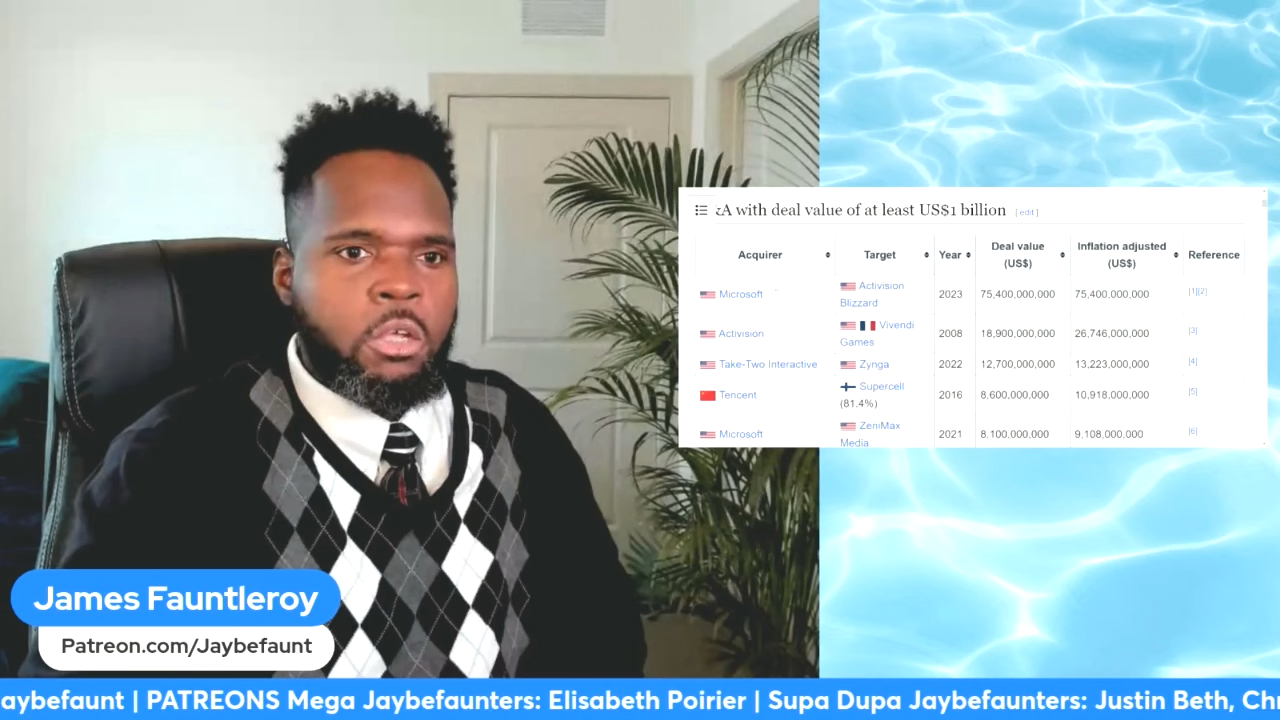 ᴌA with deal value of at least US$1 billion [ edit ]
Acquirer Target Year Deal value (US$) Inflation adjusted (US$) Reference
Microsoft Activision Blizzard 2023 75,400,000,000 75,400,000,000 [1][2]
Activision Vivendi Games 2008 18,900,000,000 26,746,000,000 [3]
Take-Two Interactive Zynga 2022 12,700,000,000 13,223,000,000 [4]
Tencent Supercell (81.4%) 2016 8,600,000,000 10,918,000,000 [5]
Microsoft ZeniMax Media 2021 8,100,000,000 9,108,000,000 [6]
James Fauntleroy
Patreon.com/Jaybefaunt
aybefaunt | PATREONS Mega Jaybefaunters: Elisabeth Poirier | Supa Dupa Jaybefaunters: Justin Beth, Ch